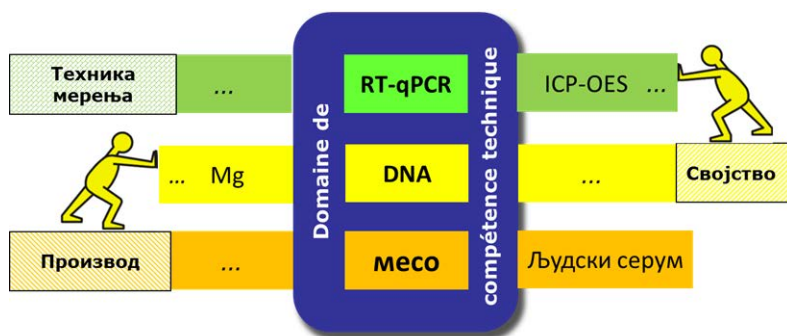 Техника
мерења
...
RT-qPCR
ICP-OES ...
Domaine de
compétence technique
... Mg
DNA
...
Својство
Производ
...
месо
Људски серум